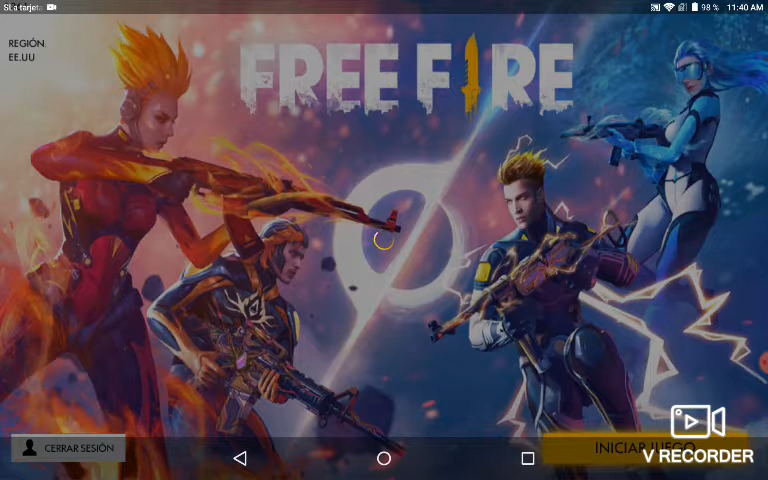 98 %
11:40 AM
REGIÓN:
EE.UU
FREE FIRE
CERRAR SESIÓN
INICIAR JUEGO
V RECORDER